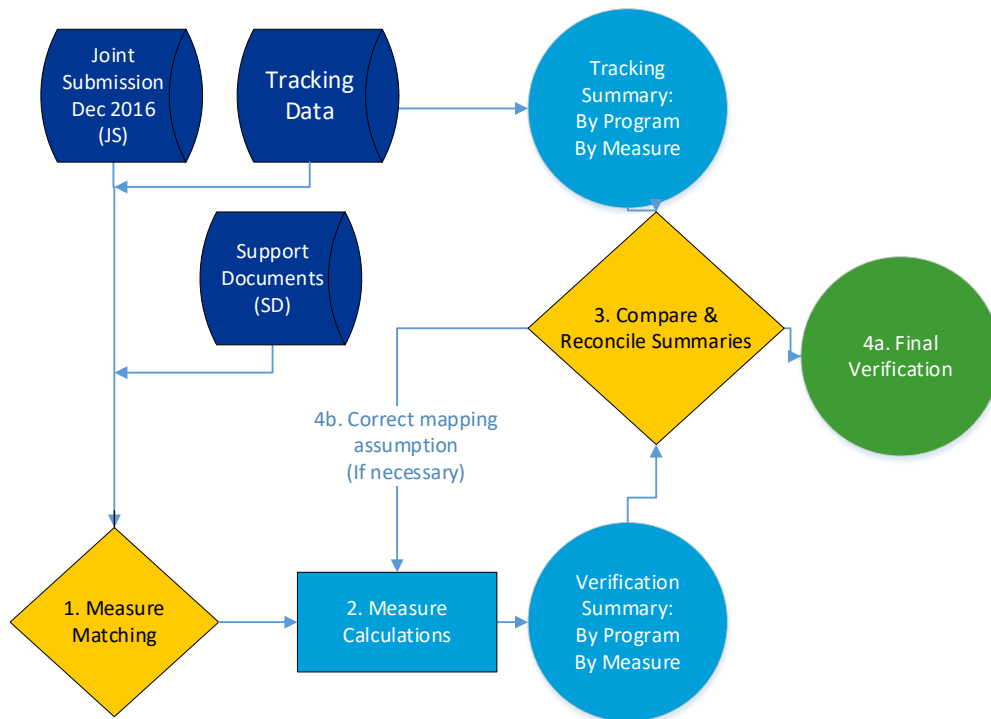 Joint
Submission
Dec 2016
(JS)
Tracking
Data
Tracking
Summary:
By Program
By Measure
Support
Documents
(SD)
3. Compare &
Reconcile Summaries
4a. Final
Verification
4b. Correct mapping
assumption
(If necessary)
1. Measure
Matching
2. Measure
Calculations
Verification
Summary:
By Program
By Measure